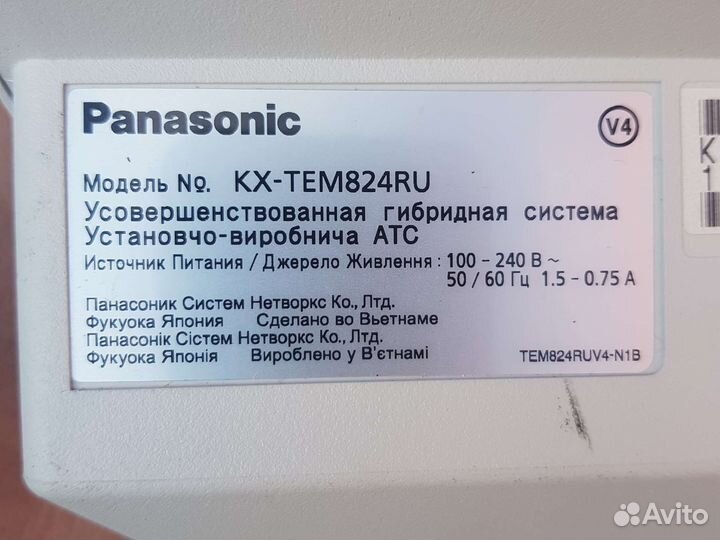 Panasonic
V4
Модель No. KX-TEM824RU
Усовершенствованная гибридная система
Установчо-виробнича АТС
Источник Питания / Джерело Живлення : 100 – 240 В ~
50 / 60 Гц 1.5 – 0.75 А
Панасоник Систем Нетворкс Ко., Лтд.
Фукуока Япония Сделано во Вьетнаме
Панасонік Сістем Нетворкс Ко., Лтд.
Фукуока Японія Вироблено у В'єтнамі
TEM824RUV4-N1B
K
1
Avito